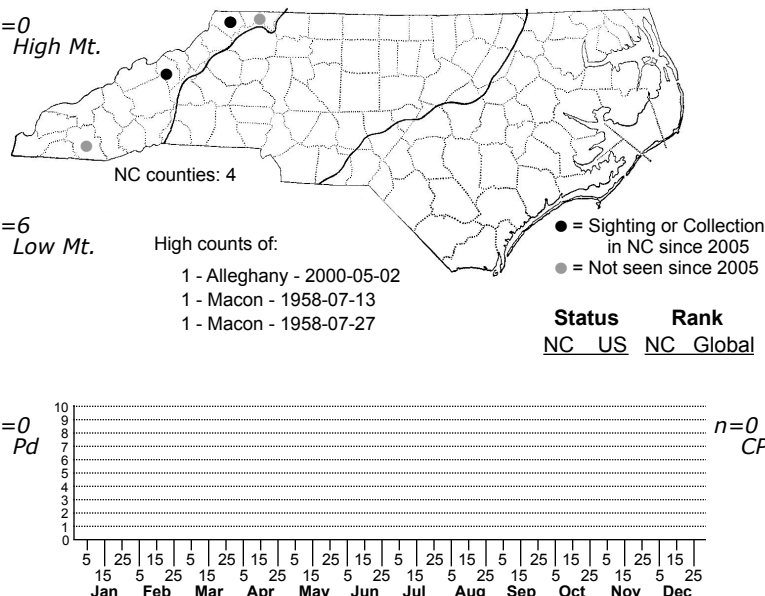 =0
High Mt.
NC counties: 4
=6
Low Mt.
High counts of:
1 - Alleghany - 2000-05-02
1 - Macon - 1958-07-13
1 - Macon - 1958-07-27
● = Sighting or Collection
in NC since 2005
● = Not seen since 2005
Status Rank
NC US NC Global
=0
Pd
n=0
CP
10
9
8
7
6
5
4
3
2
1
0
5 25 15 5 25 15 5 25 15 5 25 15 5 25 15 5 25 15
15 5 25 15 5 25 15 5 25 15 5 25 15 5 25 15 5 25
Jan Feb Mar Apr May Jun Jul Aug Sep Oct Nov Dec